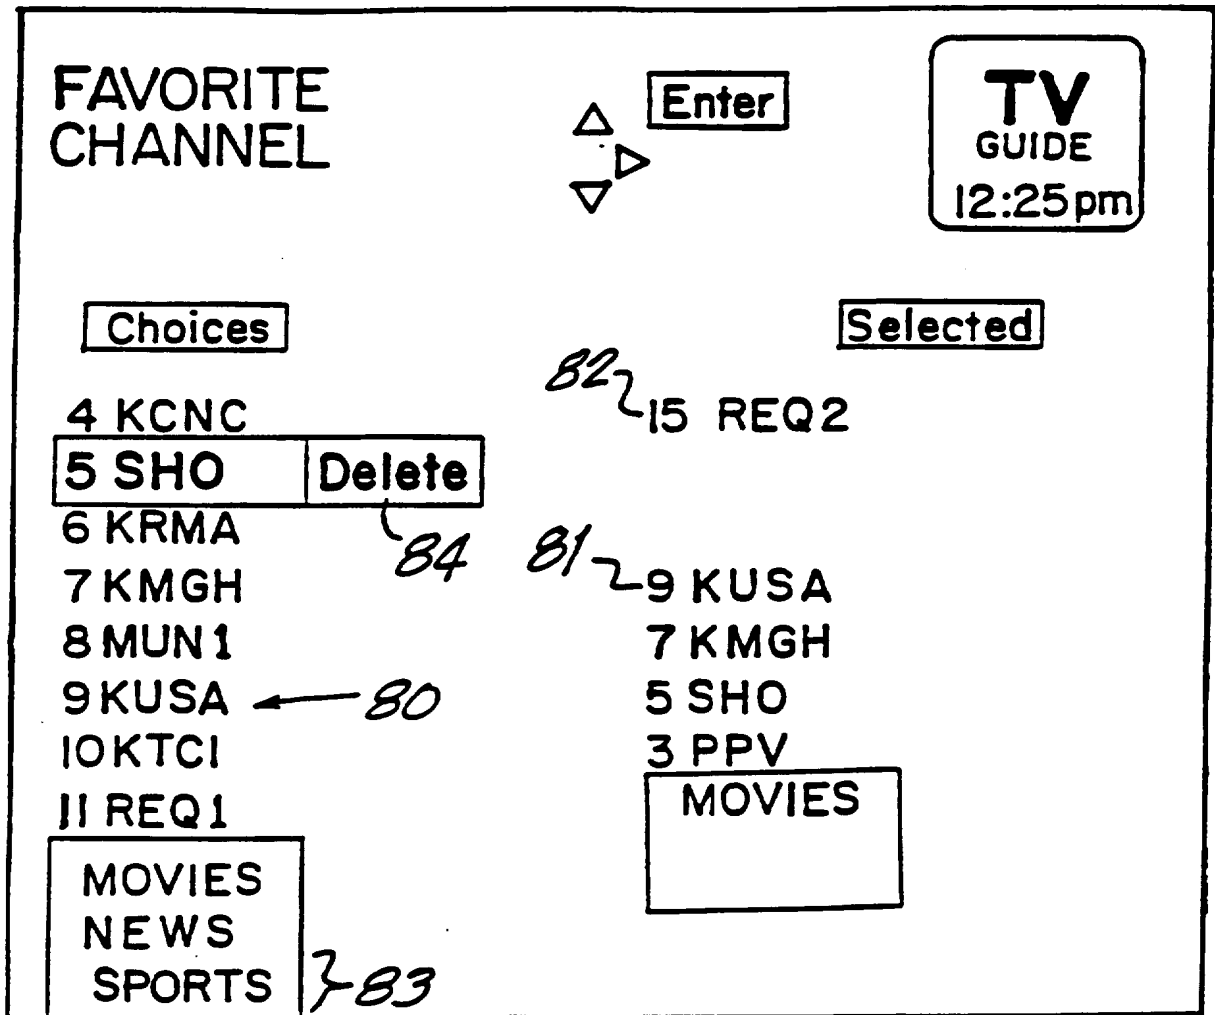 FAVORITE
CHANNEL
Enter
TV
GUIDE
12:25pm
Choices
Selected
82
4 KCNC
15 REQ2
5 SHO Delete
6 KRMA
84
81
7 KMGH
9 KUSA
8 MUN1
7 KMGH
9 KUSA
80
5 SHO
10 KTCI
3 PPV
11 REQ1
MOVIES
MOVIES
NEWS
SPORTS
83